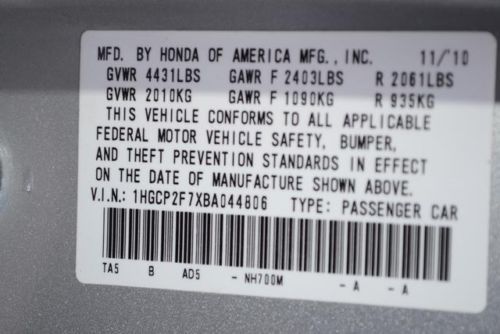 MFD. BY HONDA OF AMERICA MFG., INC. 11/10
GVWR 4431LBS GAWR F 2403LBS R 2061LBS
GVWR 2010KG GAWR F 1090KG R 935KG
THIS VEHICLE CONFORMS TO ALL APPLICABLE
FEDERAL MOTOR VEHICLE SAFETY, BUMPER,
AND THEFT PREVENTION STANDARDS IN EFFECT
ON THE DATE OF MANUFACTURE SHOWN ABOVE.
V.I.N.: 1HGCP2F7XBA044806 TYPE: PASSENGER CAR
TA5 B AD5 - NH700M - A - A